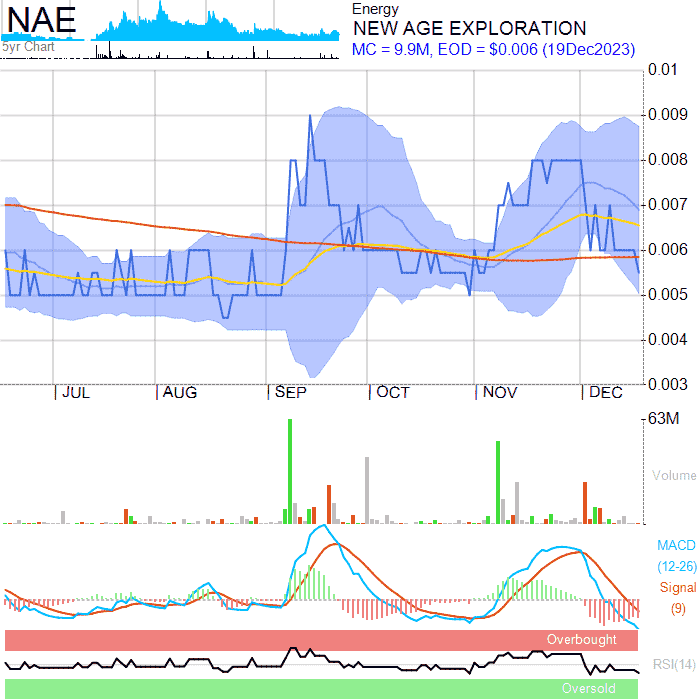 NAE
5yr Chart
Energy
NEW AGE EXPLORATION
MC = 9.9M, EOD = $0.006 (19Dec2023)
0.01
0.009
0.008
0.007
0.006
0.005
0.004
0.003
JUL AUG SEP OCT NOV DEC
63M
Volume
MACD
(12-26)
Signal
(9)
Overbought
RSI(14)
Oversold